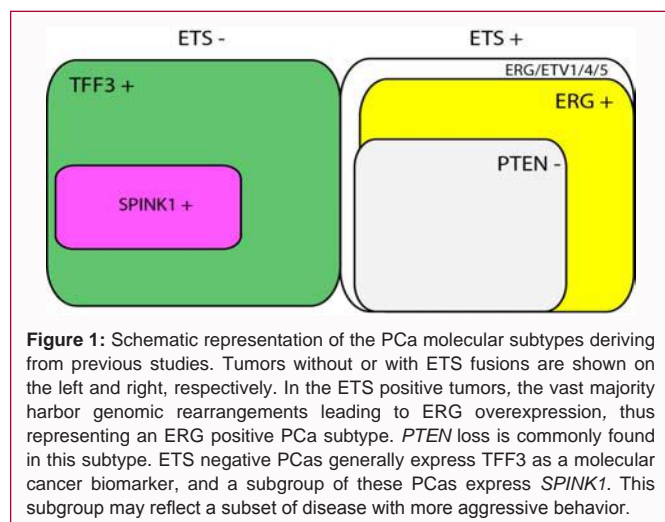 ETS - ETS +
ERG/ETV1/4/5
TFF3 + ERG +
PTEN -
SPINK1 +
Figure 1: Schematic representation of the PCa molecular subtypes deriving
from previous studies. Tumors without or with ETS fusions are shown on
the left and right, respectively. In the ETS positive tumors, the vast majority
harbor genomic rearrangements leading to ERG overexpression, thus
representing an ERG positive PCa subtype. PTEN loss is commonly found
in this subtype. ETS negative PCas generally express TFF3 as a molecular
cancer biomarker, and a subgroup of these PCas express SPINK1. This
subgroup may reflect a subset of disease with more aggressive behavior.